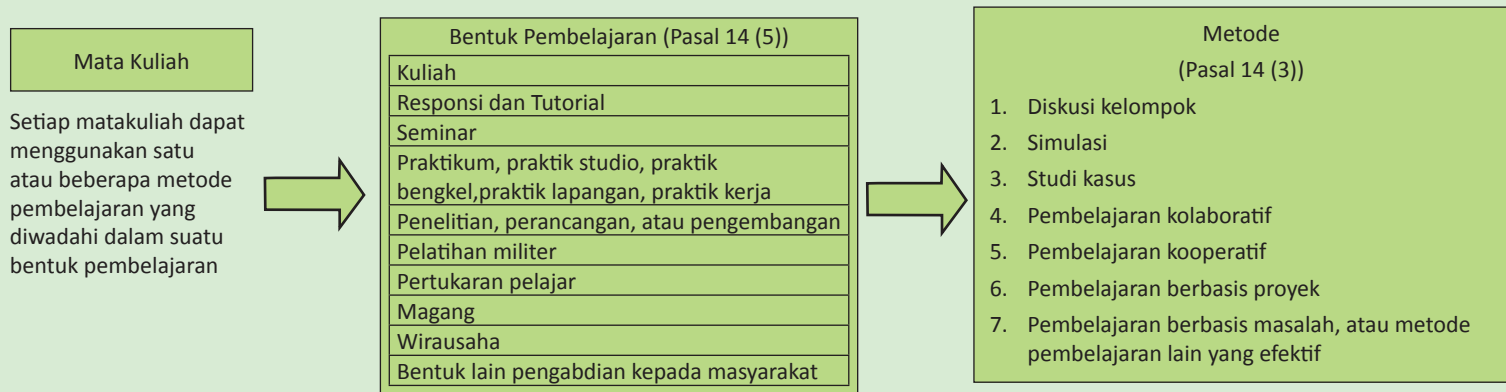 Mata Kuliah
Setiap matakuliah dapat
menggunakan satu
atau beberapa metode
pembelajaran yang
diwadahi dalam suatu
bentuk pembelajaran
Bentuk Pembelajaran (Pasal 14 (5))
Kuliah
Responsi dan Tutorial
Seminar
Praktikum, praktik studio, praktik
bengkel,praktik lapangan, praktik kerja
Penelitian, perancangan, atau pengembangan
Pelatihan militer
Pertukaran pelajar
Magang
Wirausaha
Bentuk lain pengabdian kepada masyarakat
Metode
(Pasal 14 (3))
1. Diskusi kelompok
2. Simulasi
3. Studi kasus
4. Pembelajaran kolaboratif
5. Pembelajaran kooperatif
6. Pembelajaran berbasis proyek
7. Pembelajaran berbasis masalah, atau metode
pembelajaran lain yang efektif